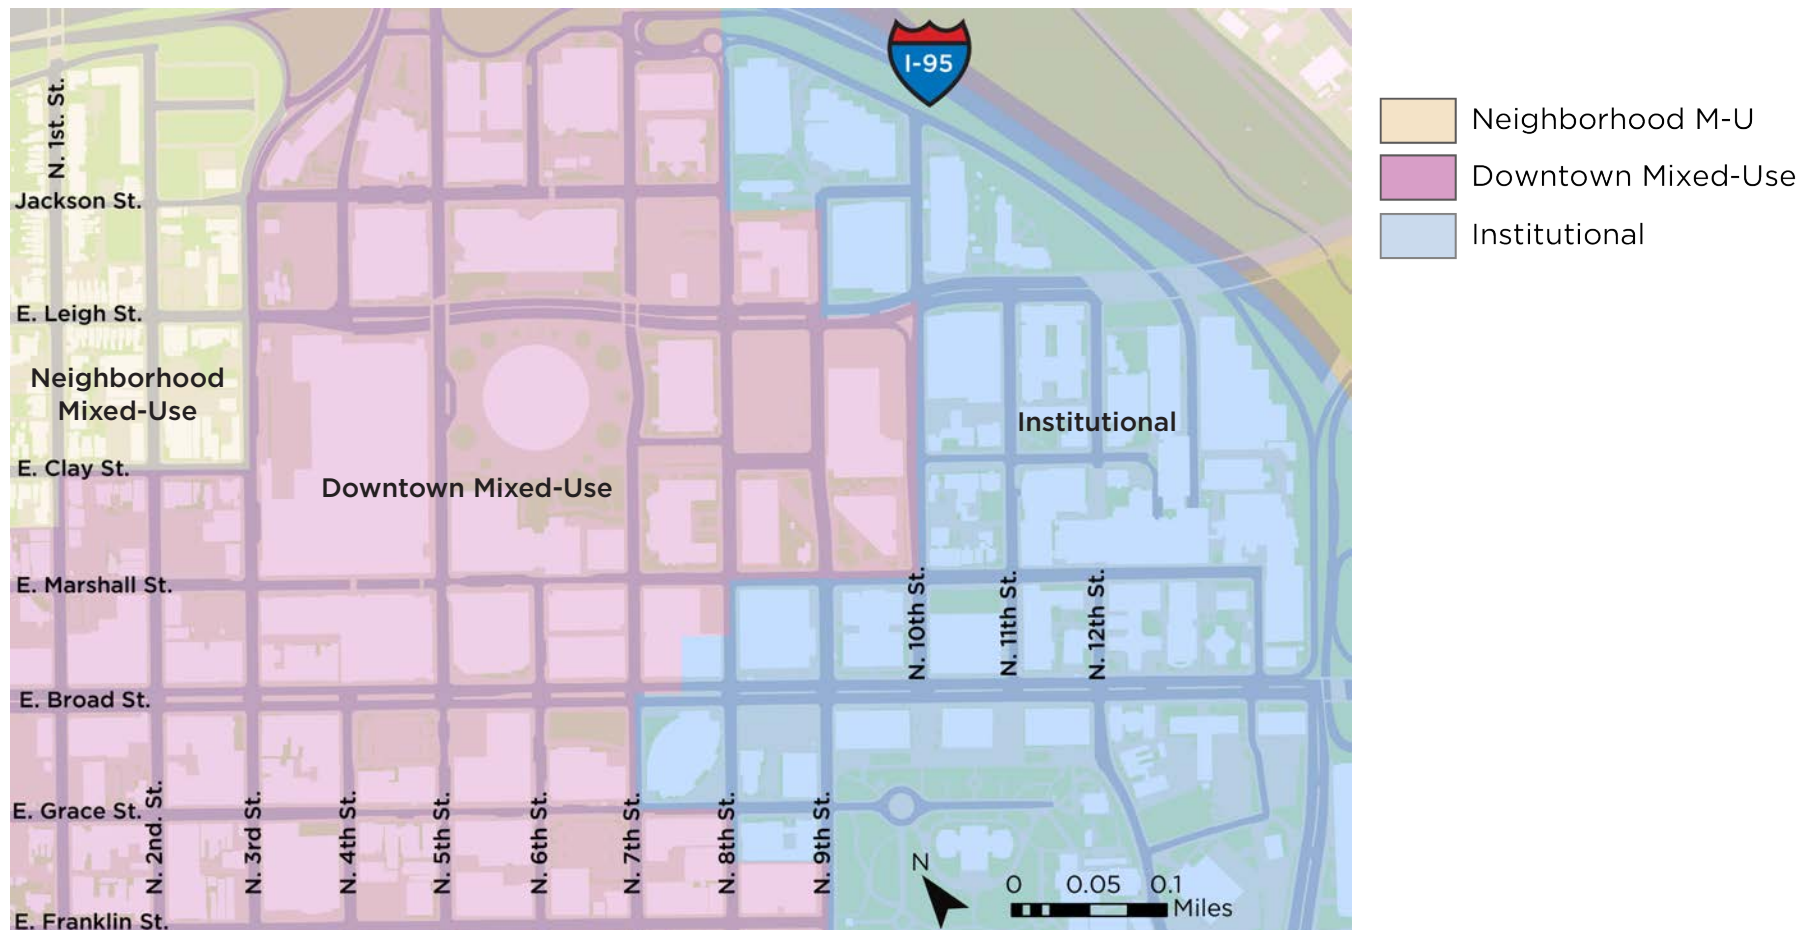 I-95
N. 1st. St.
Jackson St.
E. Leigh St.
Neighborhood
Mixed-Use
Institutional
E. Clay St.
Downtown Mixed-Use
E. Marshall St.
N. 10th St.
N. 11th St.
N. 12th St.
E. Broad St.
E. Grace St.
N. 2nd. St.
N. 3rd St.
N. 4th St.
N. 5th St.
N. 6th St.
N. 7th St.
N. 8th St.
N. 9th St.
E. Franklin St.
N
0 0.05 0.1
Miles
Neighborhood M-U
Downtown Mixed-Use
Institutional